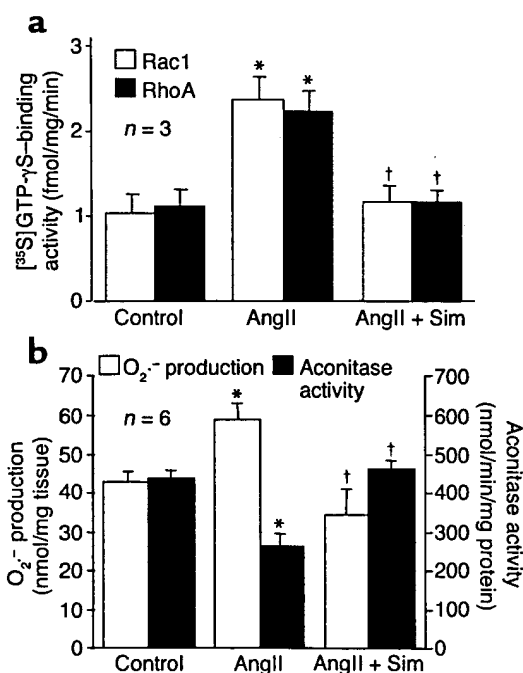 a
3
2
1
0
[³⁵S]GTP-γS–binding
activity (fmol/mg/min)
Rac1
RhoA
n = 3
*
*
†
†
Control
AngII
AngII + Sim
b
O₂·⁻ production
Aconitase
activity
n = 6
70
60
50
40
30
20
10
0
O₂·⁻ production
(nmol/mg tissue)
*
*
†
†
700
600
500
400
300
200
100
0
Aconitase activity
(nmol/min/mg protein)
Control
AngII
AngII + Sim